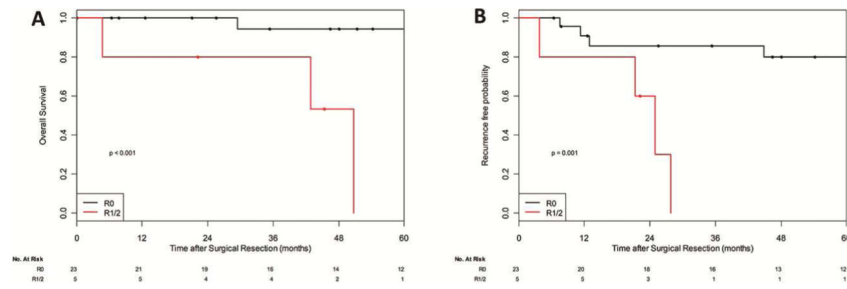 A
Overall Survival
1.0
0.8
0.6
0.4
0.2
0.0
p < 0.001
R0
R1/2
0 12 24 36 48 60
Time after Surgical Resection (months)
No. At Risk
R0 23 21 19 16 14 12
R1/2 5 5 4 4 2 1
B
Recurrence free probability
1.0
0.8
0.6
0.4
0.2
0.0
p = 0.001
R0
R1/2
0 12 24 36 48 60
Time after Surgical Resection (months)
No. At Risk
R0 23 20 18 16 13 12
R1/2 5 5 3 1 1 1